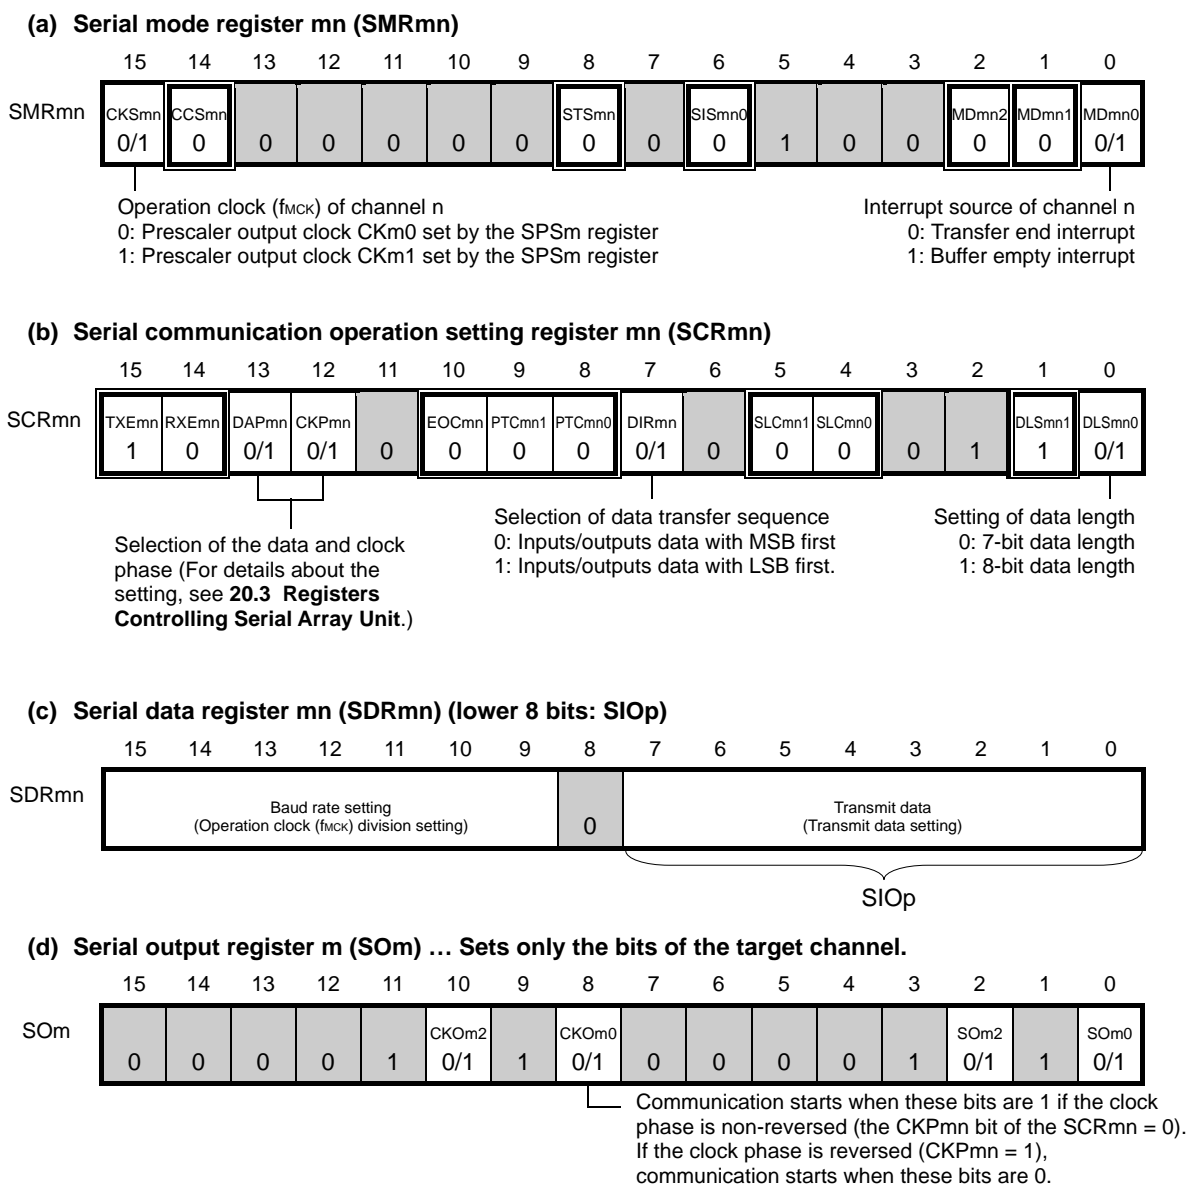 (a) Serial mode register mn (SMRmn)
15 14 13 12 11 10 9 8 7 6 5 4 3 2 1 0
SMRmn CKSmn CCSmn STSmn SISmn0 MDmn2 MDmn1 MDmn0
0/1 0 0 0 0 0 0 0 0 0 1 0 0 0 0 0/1
Operation clock (fMCK) of channel n
0: Prescaler output clock CKm0 set by the SPSm register
1: Prescaler output clock CKm1 set by the SPSm register
Interrupt source of channel n
0: Transfer end interrupt
1: Buffer empty interrupt
(b) Serial communication operation setting register mn (SCRmn)
15 14 13 12 11 10 9 8 7 6 5 4 3 2 1 0
SCRmn TXEmn RXEmn DAPmn CKPmn EOCmn PTCmn1 PTCmn0 DIRmn SLCmn1 SLCmn0 DLSmn1 DLSmn0
1 0 0/1 0/1 0 0 0 0 0/1 0 0 0 0 1 1 0/1
Selection of the data and clock
phase (For details about the
setting, see 20.3 Registers
Controlling Serial Array Unit.)
Selection of data transfer sequence
0: Inputs/outputs data with MSB first
1: Inputs/outputs data with LSB first.
Setting of data length
0: 7-bit data length
1: 8-bit data length
(c) Serial data register mn (SDRmn) (lower 8 bits: SIOp)
15 14 13 12 11 10 9 8 7 6 5 4 3 2 1 0
SDRmn
Baud rate setting
(Operation clock (fMCK) division setting)
0
Transmit data
(Transmit data setting)
SIOp
(d) Serial output register m (SOm) … Sets only the bits of the target channel.
15 14 13 12 11 10 9 8 7 6 5 4 3 2 1 0
SOm CKOm2 CKOm0 SOm2 SOm0
0 0 0 0 1 0/1 1 0/1 0 0 0 0 1 0/1 1 0/1
Communication starts when these bits are 1 if the clock
phase is non-reversed (the CKPmn bit of the SCRmn = 0).
If the clock phase is reversed (CKPmn = 1),
communication starts when these bits are 0.